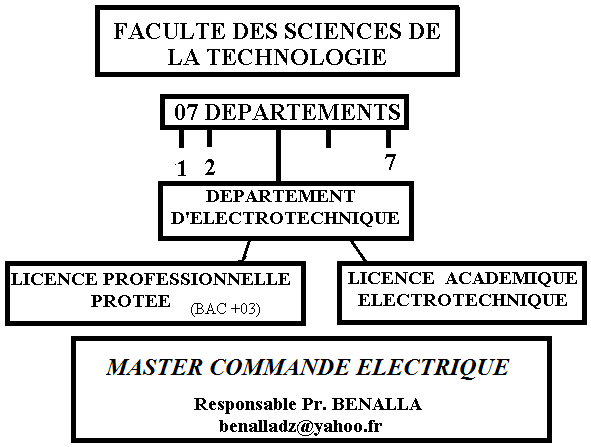 FACULTE DES SCIENCES DE
LA TECHNOLOGIE
07 DEPARTEMENTS
1 2 7
DEPARTEMENT
D'ELECTROTECHNIQUE
LICENCE PROFESSIONNELLE
PROTEE (BAC +03)
LICENCE ACADEMIQUE
ELECTROTECHNIQUE
MASTER COMMANDE ELECTRIQUE
Responsable Pr. BENALLA
benalladz@yahoo.fr